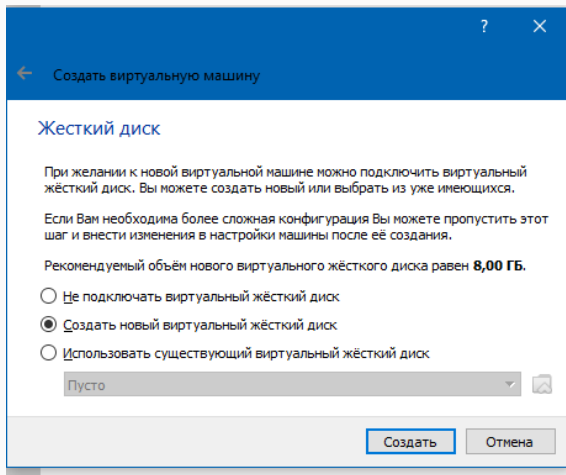 ?
Создать виртуальную машину
Жесткий диск
При желании к новой виртуальной машине можно подключить виртуальный
жёсткий диск. Вы можете создать новый или выбрать из уже имеющихся.
Если Вам необходима более сложная конфигурация Вы можете пропустить этот
шаг и внести изменения в настройки машины после её создания.
Рекомендуемый объём нового виртуального жёсткого диска равен 8,00 ГБ.
Не подключать виртуальный жёсткий диск
Создать новый виртуальный жёсткий диск
Использовать существующий виртуальный жёсткий диск
Пусто
Создать Отмена